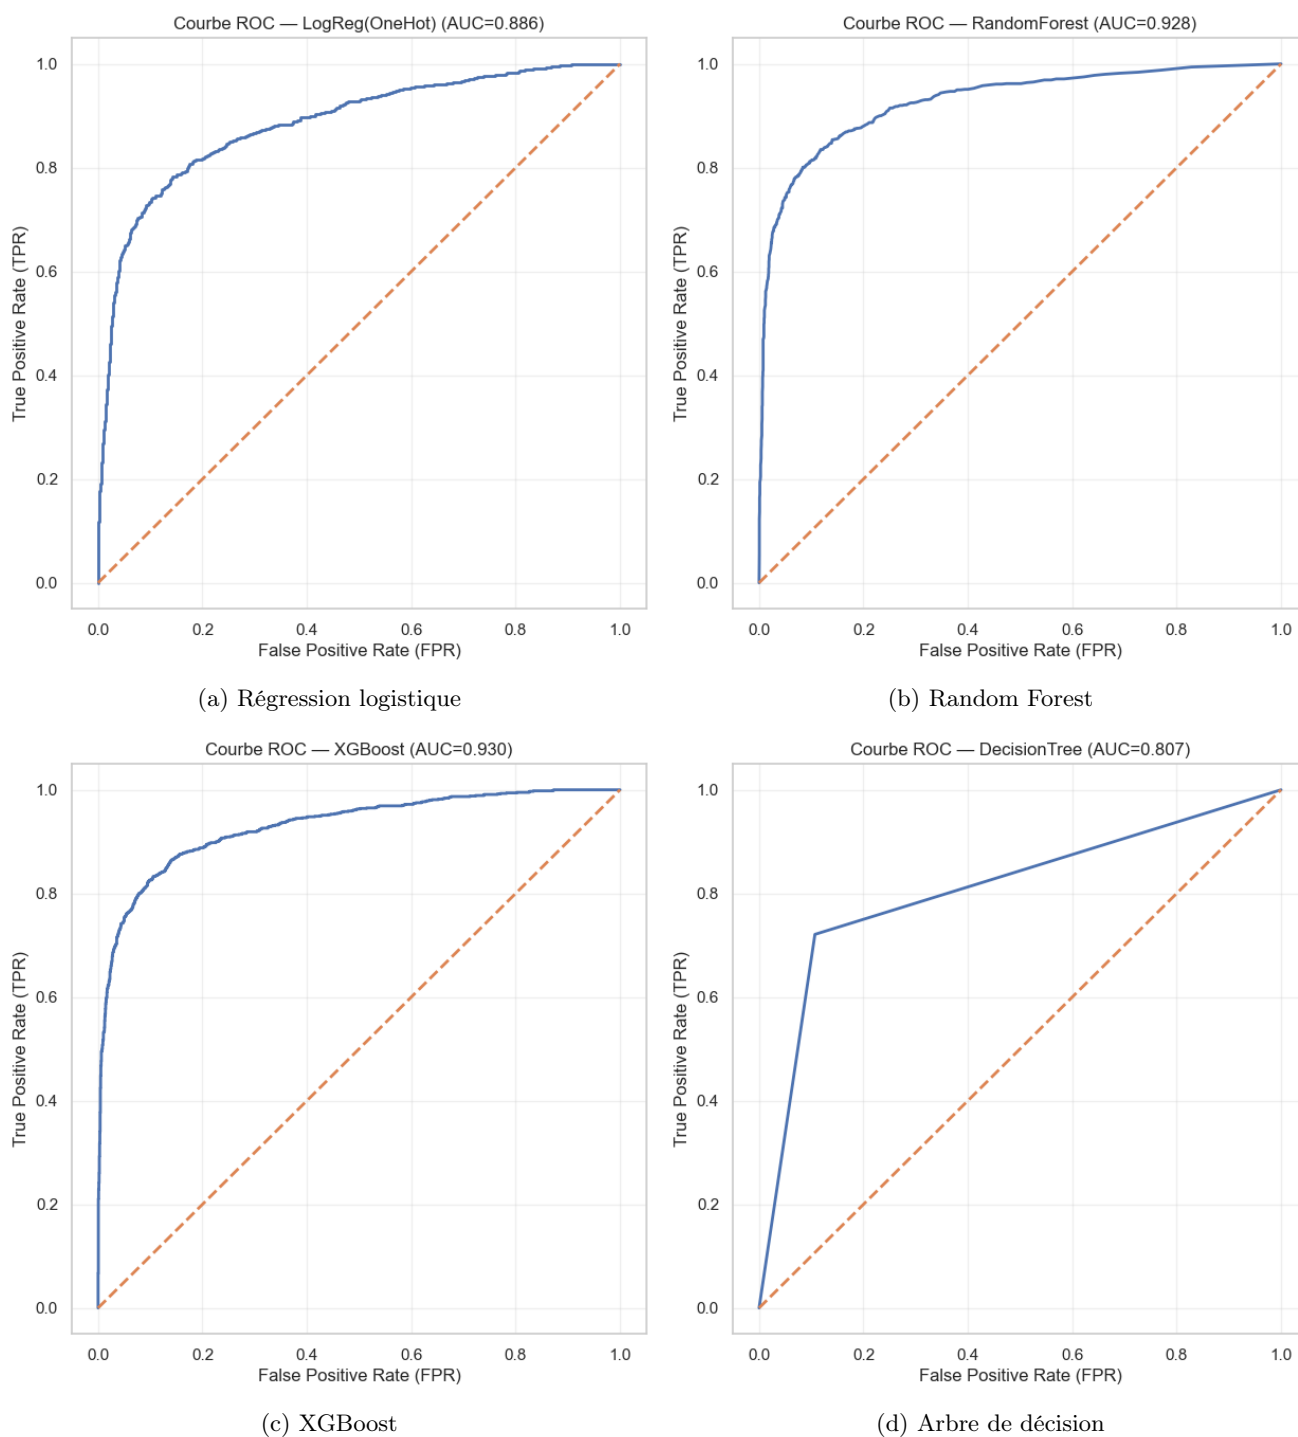 Courbe ROC — LogReg(OneHot) (AUC=0.886)
1.0
0.8
0.6
0.4
0.2
0.0
True Positive Rate (TPR)
0.0 0.2 0.4 0.6 0.8 1.0
False Positive Rate (FPR)
(a) Régression logistique
Courbe ROC — RandomForest (AUC=0.928)
1.0
0.8
0.6
0.4
0.2
0.0
True Positive Rate (TPR)
0.0 0.2 0.4 0.6 0.8 1.0
False Positive Rate (FPR)
(b) Random Forest
Courbe ROC — XGBoost (AUC=0.930)
1.0
0.8
0.6
0.4
0.2
0.0
True Positive Rate (TPR)
0.0 0.2 0.4 0.6 0.8 1.0
False Positive Rate (FPR)
(c) XGBoost
Courbe ROC — DecisionTree (AUC=0.807)
1.0
0.8
0.6
0.4
0.2
0.0
True Positive Rate (TPR)
0.0 0.2 0.4 0.6 0.8 1.0
False Positive Rate (FPR)
(d) Arbre de décision